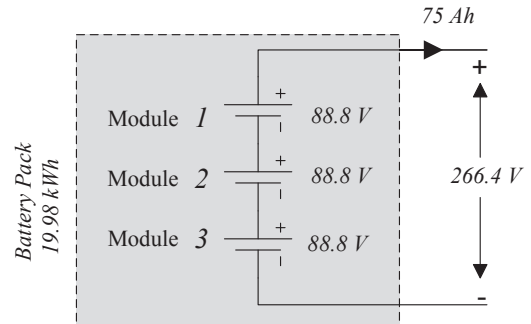 75 Ah
+
Module 1 + 88.8 V
-
Module 2 + 88.8 V
-
266.4 V
Module 3 + 88.8 V
-
-
Battery Pack
19.98 kWh